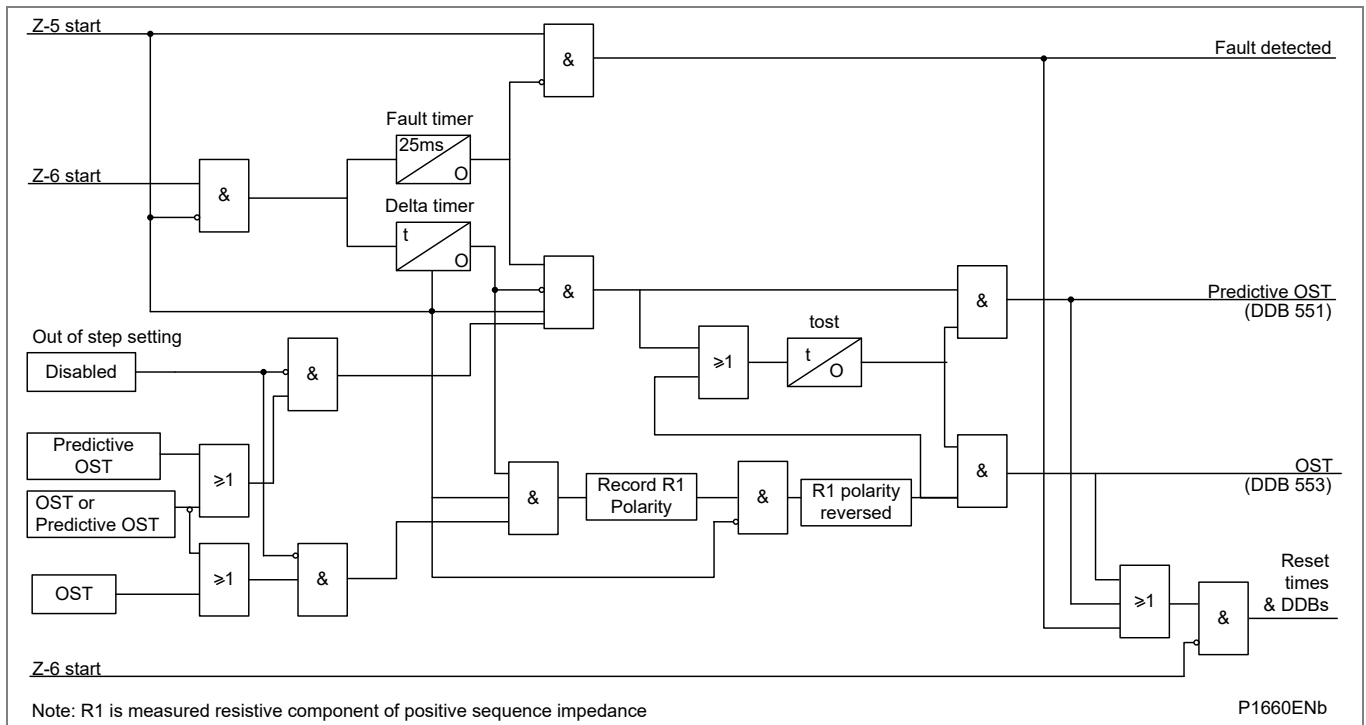 Z-5 start
Fault detected
&
Fault timer
25ms
O
Z-6 start
&
Delta timer
t
O
&
&
Predictive OST
(DDB 551)
Out of step setting
Disabled
&
tost
≥1
t
O
Predictive
OST
≥1
OST or
Predictive OST
&
Record R1
Polarity
&
R1 polarity
reversed
&
OST
(DDB 553)
OST
≥1
&
≥1
&
Reset
times
& DDBs
Z-6 start
Note: R1 is measured resistive component of positive sequence impedance
P1660ENb